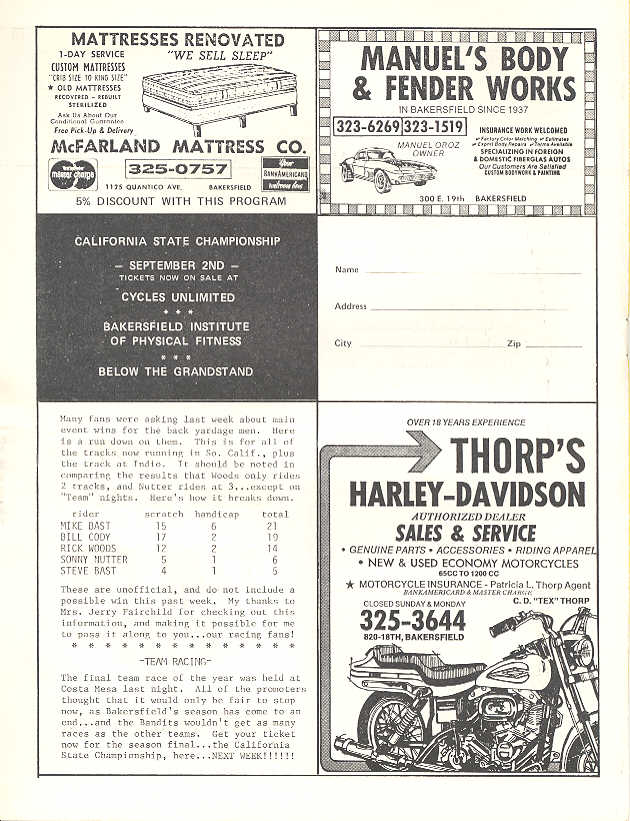 MATTRESSES RENOVATED
1-DAY SERVICE
"WE SELL SLEEP"
CUSTOM MATTRESSES
"CRIB SIZE TO KING SIZE"
★ OLD MATTRESSES
RECOVERED - REBUILT
STERILIZED
Ask Us About Our
Conditional Guarantee
Free Pick-Up & Delivery
McFARLAND MATTRESS CO.
master charge
325-0757
Your
BANKAMERICARD
welcome here
1175 QUANTICO AVE. BAKERSFIELD
5% DISCOUNT WITH THIS PROGRAM
MANUEL'S BODY
& FENDER WORKS
IN BAKERSFIELD SINCE 1937
323-6269 323-1519
MANUEL OROZ
OWNER
INSURANCE WORK WELCOMED
Factory Color Matching Estimates
Expert Body Repairs Terms Available
SPECIALIZING IN FOREIGN
& DOMESTIC FIBERGLAS AUTOS
Our Customers Are Satisfied
CUSTOM BODYWORK & PAINTING
300 E. 19th BAKERSFIELD
CALIFORNIA STATE CHAMPIONSHIP
— SEPTEMBER 2ND —
TICKETS NOW ON SALE AT
CYCLES UNLIMITED
* * *
BAKERSFIELD INSTITUTE
OF PHYSICAL FITNESS
* * *
BELOW THE GRANDSTAND
Name
Address
City Zip
Many fans were asking last week about main
event wins for the back yardage men. Here
is a run down on them. This is for all of
the tracks now running in So. Calif., plus
the track at Indio. It should be noted in
comparing the results that Woods only rides
2 tracks, and Nutter rides at 3...except on
"Team" nights. Here's how it breaks down.
rider scratch handicap total
MIKE BAST 15 6 21
BILL CODY 17 2 19
RICK WOODS 12 2 14
SONNY NUTTER 5 1 6
STEVE BAST 4 1 5
These are unofficial, and do not include a
possible win this past week. My thanks to
Mrs. Jerry Fairchild for checking out this
information, and making it possible for me
to pass it along to you...our racing fans!
* * * * * * * * * * * * * *
-TEAM RACING-
The final team race of the year was held at
Costa Mesa last night. All of the promoters
thought that it would only be fair to stop
now, as Bakersfield's season has come to an
end...and the Bandits wouldn't get as many
races as the other teams. Get your ticket
now for the season final...the California
State Championship, here...NEXT WEEK!!!!!!
OVER 18 YEARS EXPERIENCE
THORP'S
HARLEY-DAVIDSON
AUTHORIZED DEALER
SALES & SERVICE
• GENUINE PARTS • ACCESSORIES • RIDING APPAREL
• NEW & USED ECONOMY MOTORCYCLES
65CC TO 1200 CC
★ MOTORCYCLE INSURANCE - Patricia L. Thorp Agent
BANKAMERICARD & MASTER CHARGE
CLOSED SUNDAY & MONDAY
C. D. "TEX" THORP
325-3644
820-18TH, BAKERSFIELD